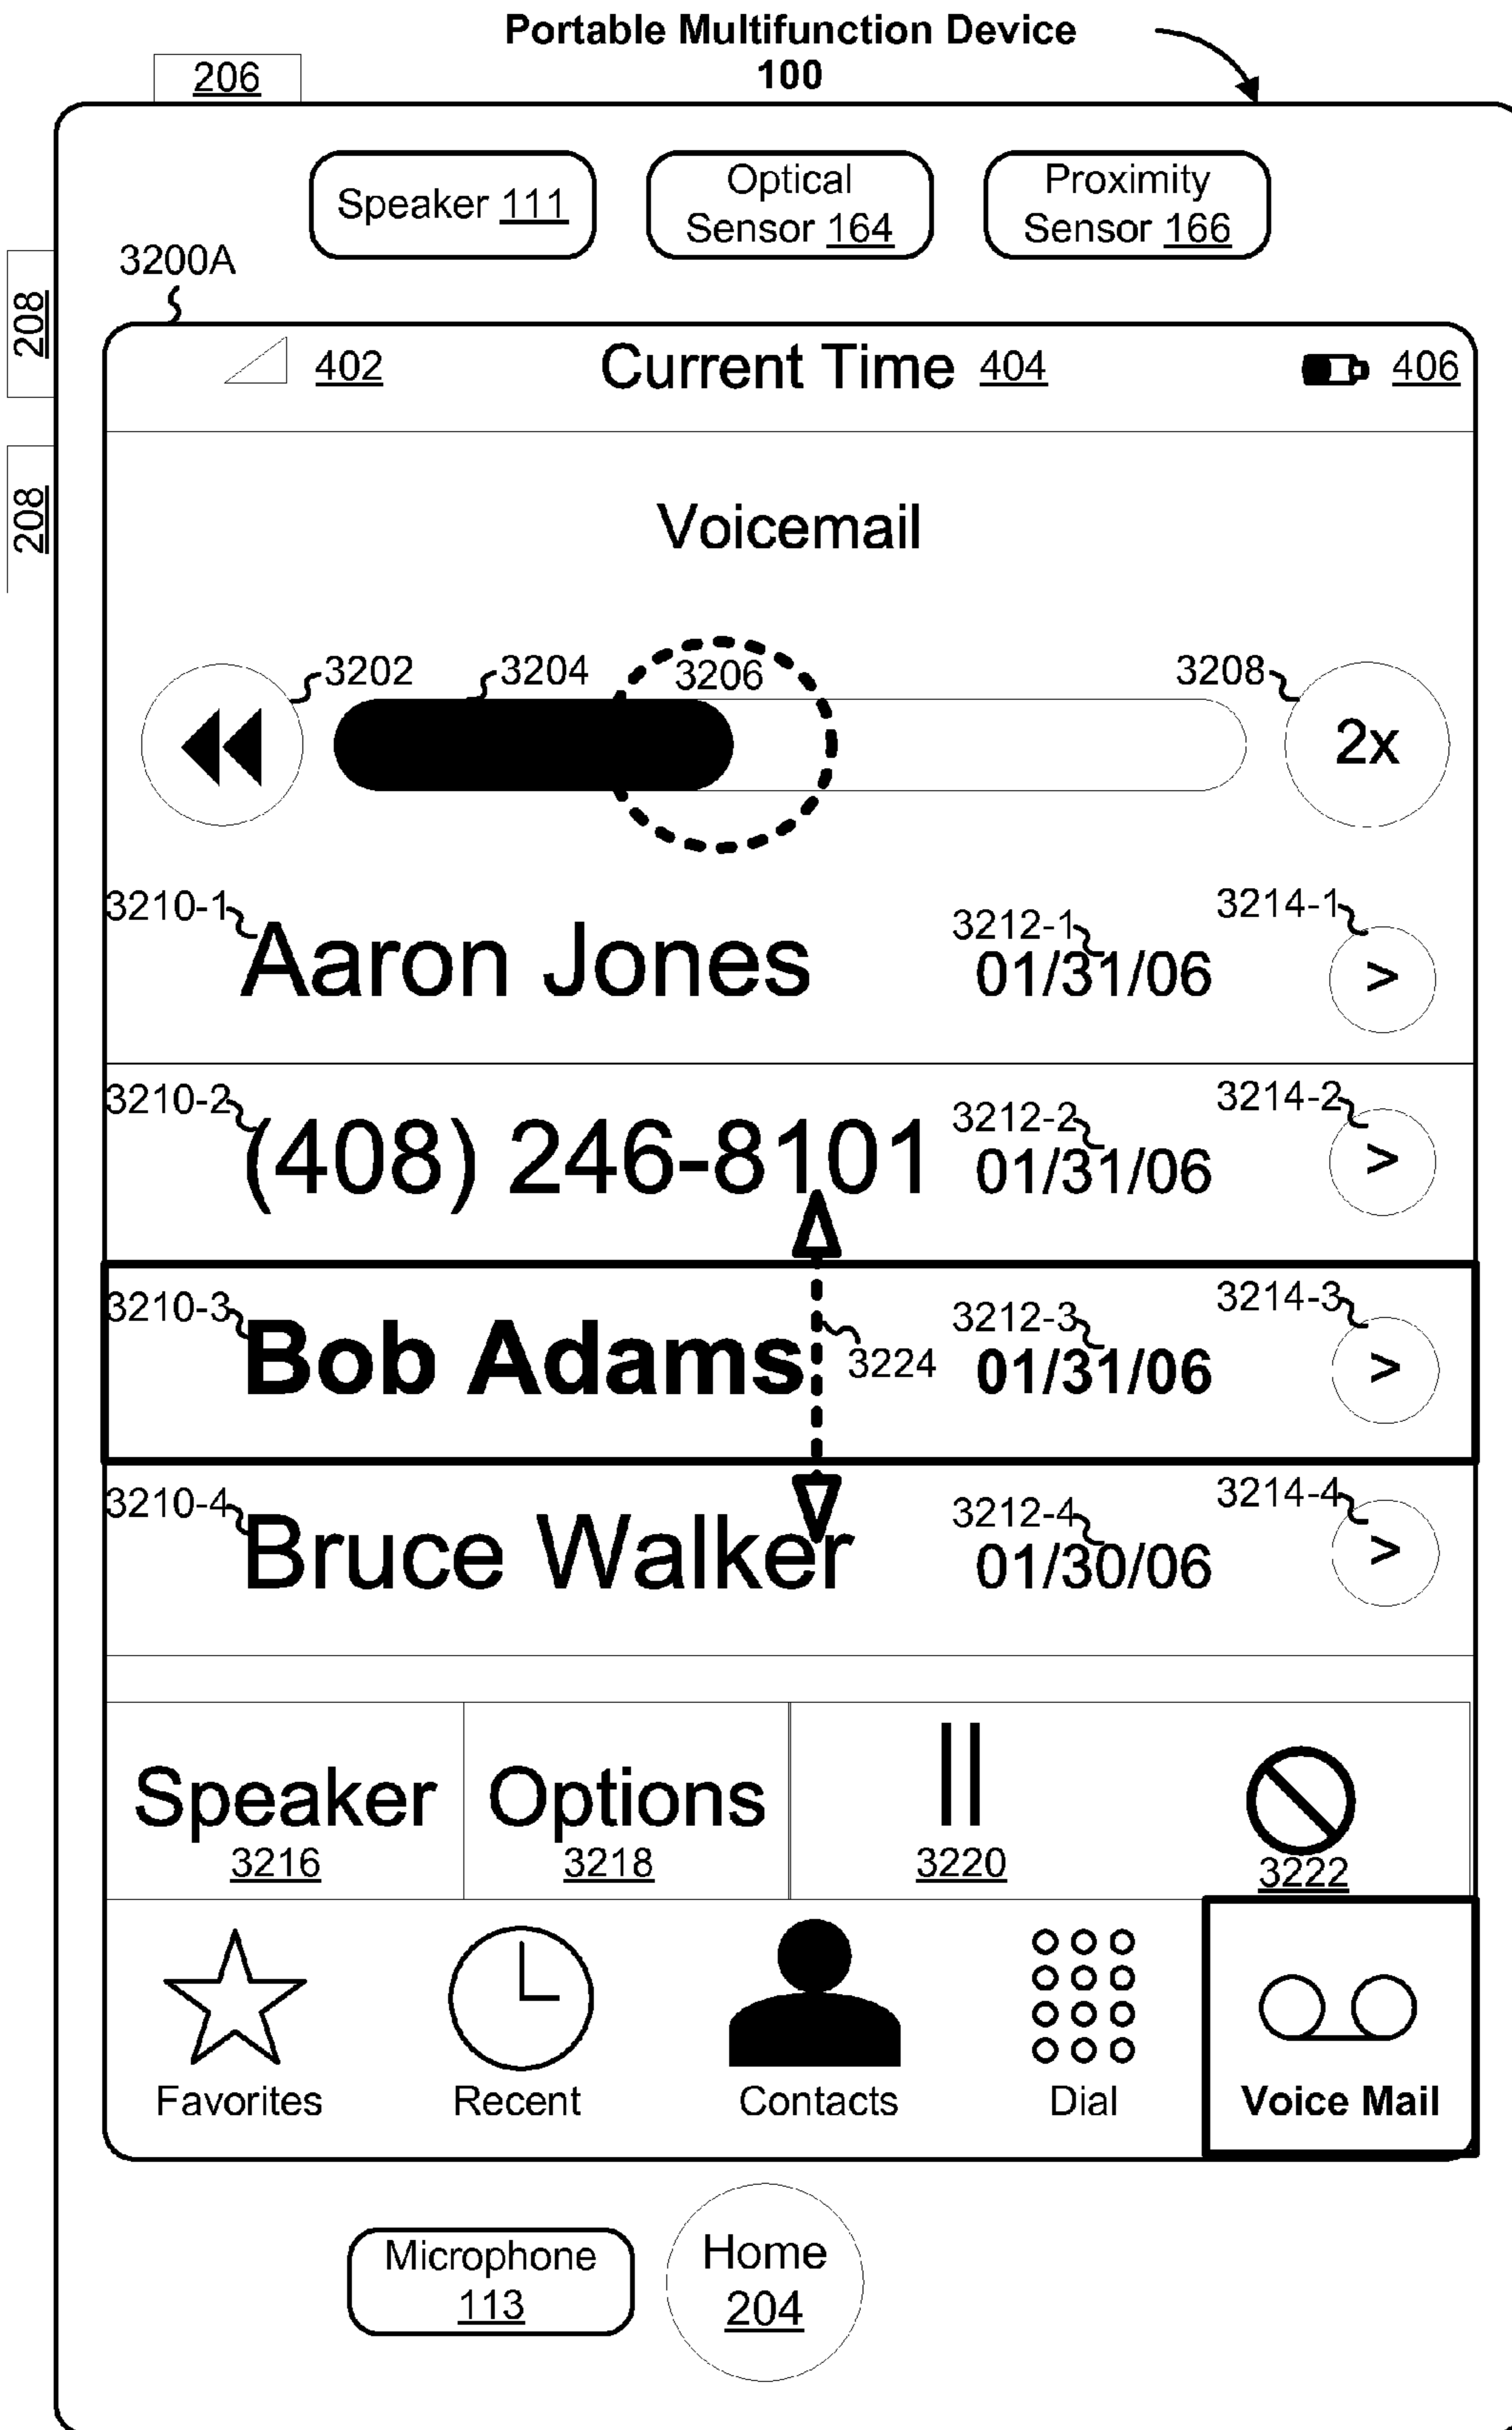 Portable Multifunction Device
100
206
Speaker 111
Optical
Sensor 164
Proximity
Sensor 166
3200A
208
402
Current Time 404
406
208
Voicemail
3202
3204
3206
3208
2x
3210-1
Aaron Jones
3212-1
01/31/06
3214-1
>
3210-2
(408) 246-8101
3212-2
01/31/06
3214-2
>
3210-3
Bob Adams
3224
3212-3
01/31/06
3214-3
>
3210-4
Bruce Walker
3212-4
01/30/06
3214-4
>
Speaker
3216
Options
3218
3220
3222
Favorites
Recent
Contacts
Dial
Voice Mail
Microphone
113
Home
204